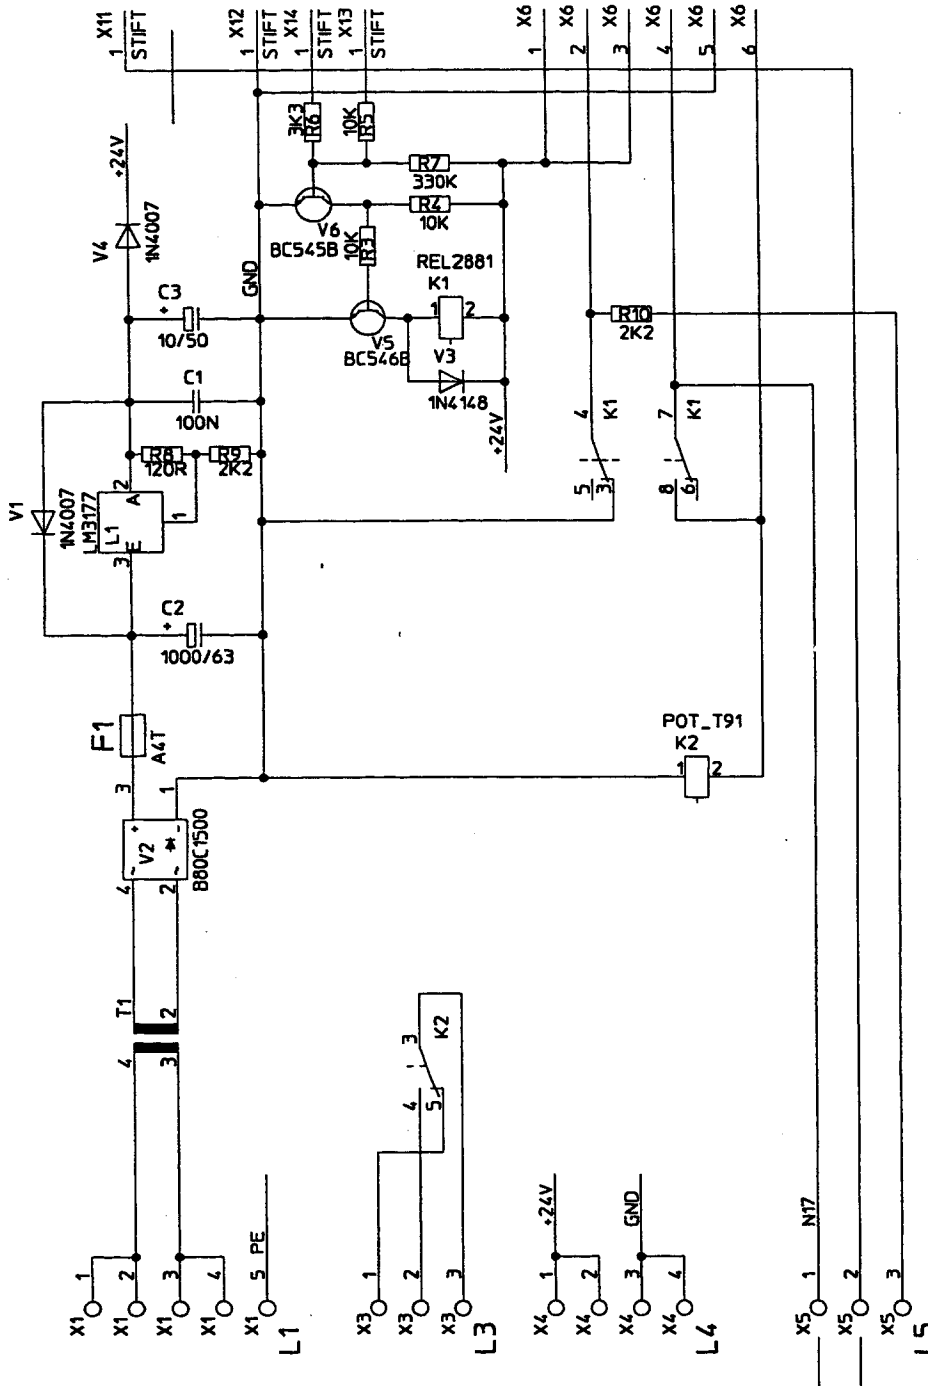 X11
1
STIFT
X12
1
STIFT
X14
1
STIFT
X13
1
STIFT
X6
1
X6
2
X6
3
X6
4
X6
5
X6
6
+24V
3K3
R6
10K
R5
R7
330K
R4
10K
V6
BC545B
10K
R3
V4
1N4007
GND
C3
+
10/50
REL2881
K1
1
2
V5
BC546B
V3
1N4148
+24V
R10
2K2
C1
100N
R8
120R
R9
2K2
4
K1
5
3
7
K1
8
6
V1
1N4007
LM3177
L1
2
A
E
3
1
C2
+
1000/63
F1
A4T
POT_T91
K2
1
2
3
1
+
-
V2
~
~
B80C1500
4
2
T1
2
4
3
3
K2
4
5
X1
1
X1
2
X1
3
X1
4
X1
5
PE
L1
X3
1
X3
2
X3
3
L3
X4
1
+24V
X4
2
X4
3
GND
X4
4
L4
X5
1
N17
X5
2
X5
3
L5